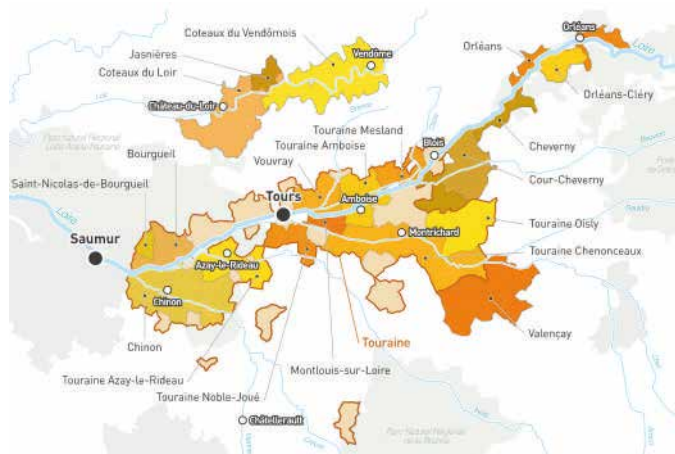 Coteaux du Vendômois
Orléans
Jasnières
Vendôme
Orléans
Loire
Coteaux du Loir
Loir
Château-du-Loir
Orléans-Cléry
Touraine Mesland
Bourgueil
Touraine Amboise
Blois
Cheverny
Vouvray
Saint-Nicolas-de-Bourgueil
Cour-Cheverny
Tours
Amboise
Loire
Touraine Oisly
Saumur
Montrichard
Azay-le-Rideau
Touraine Chenonceaux
Chinon
Chinon
Touraine
Valençay
Touraine Azay-le-Rideau
Montlouis-sur-Loire
Touraine Noble-Joué
Châtellerault